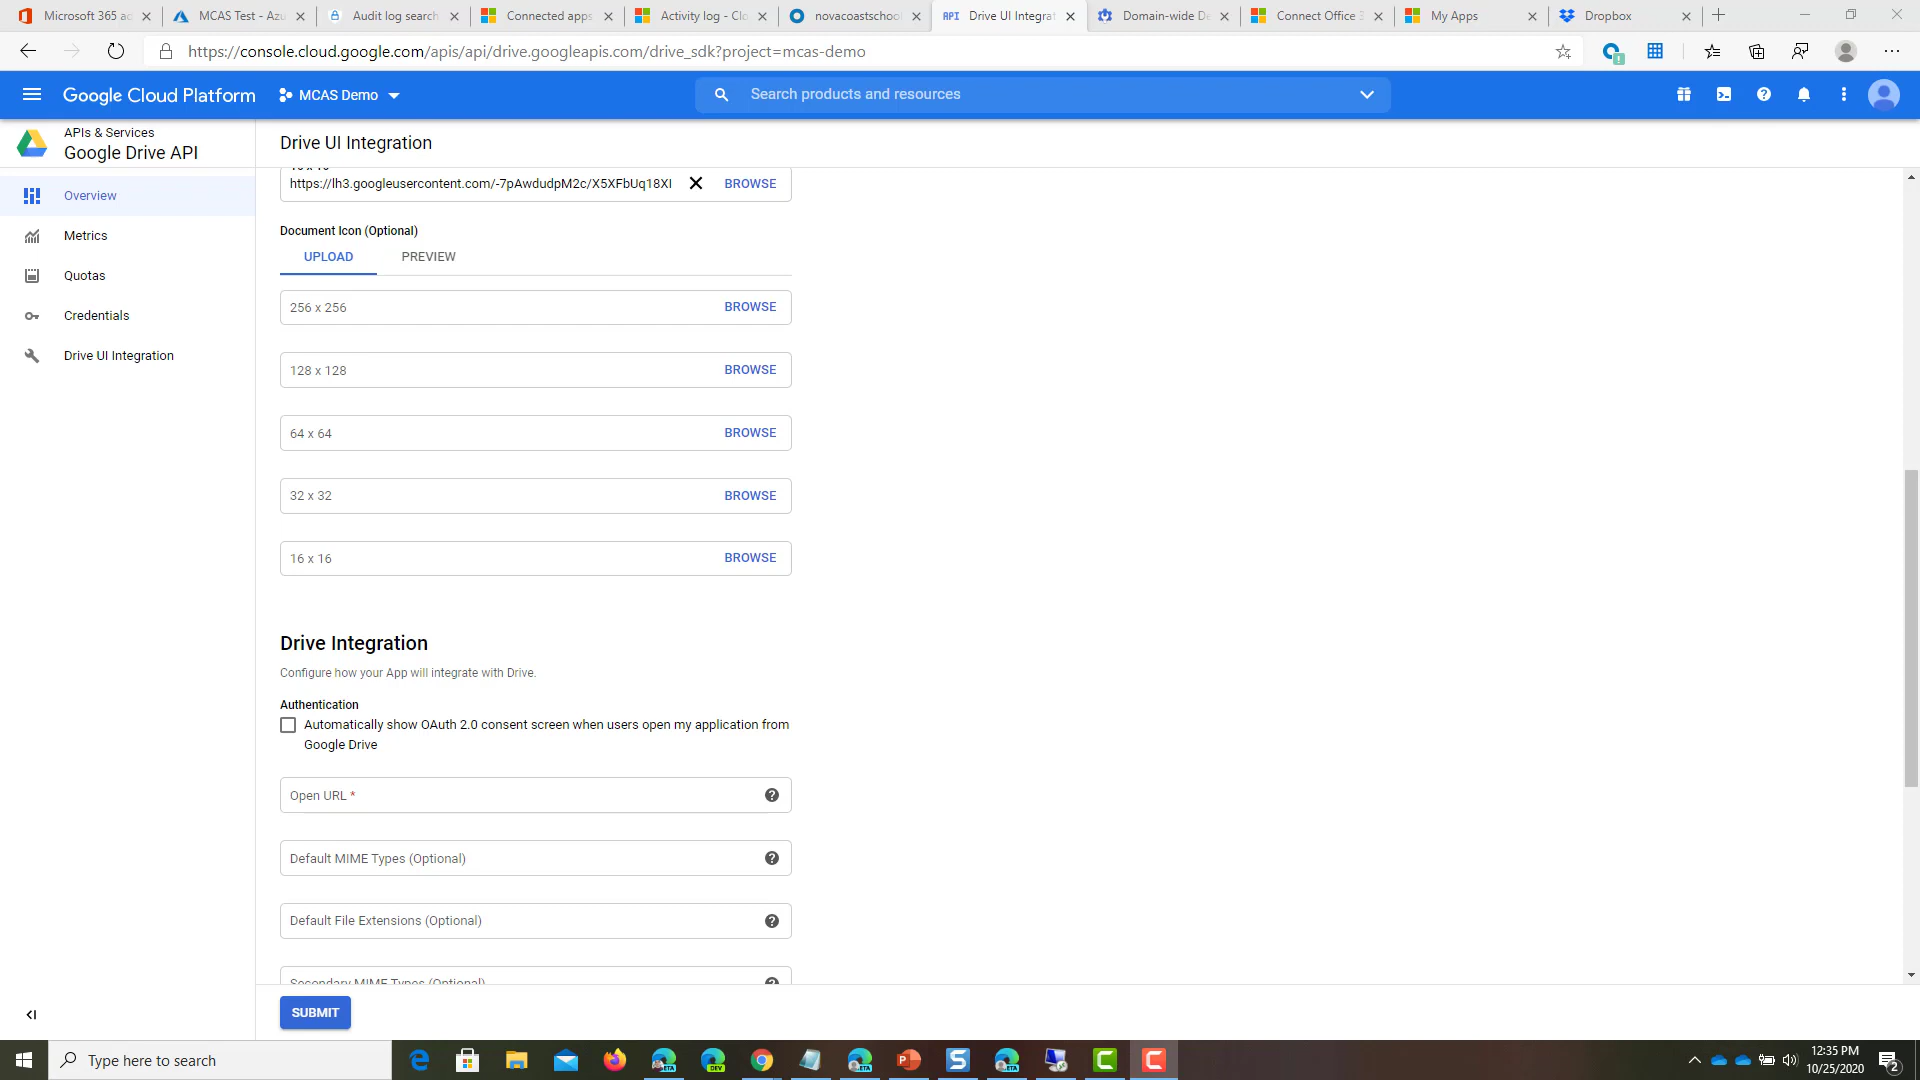 Microsoft 365 ad
MCAS Test - Azu
Audit log search
Connected apps
Activity log - Clo
novacoastschool
API Drive UI Integrat
Domain-wide De
Connect Office 3
My Apps
Dropbox
https://console.cloud.google.com/apis/api/drive.googleapis.com/drive_sdk?project=mcas-demo
Google Cloud Platform
MCAS Demo
Search products and resources
APIs & Services
Google Drive API
Drive UI Integration
Overview
Metrics
Quotas
Credentials
Drive UI Integration
https://lh3.googleusercontent.com/-7pAwdudpM2c/X5XFbUq18XI
BROWSE
Document Icon (Optional)
UPLOAD
PREVIEW
256 x 256
BROWSE
128 x 128
BROWSE
64 x 64
BROWSE
32 x 32
BROWSE
16 x 16
BROWSE
Drive Integration
Configure how your App will integrate with Drive.
Authentication
Automatically show OAuth 2.0 consent screen when users open my application from
Google Drive
Open URL *
Default MIME Types (Optional)
Default File Extensions (Optional)
Secondary MIME Types (Optional)
SUBMIT
Type here to search
BETA
DEV
BETA
BETA
12:35 PM
10/25/2020
2